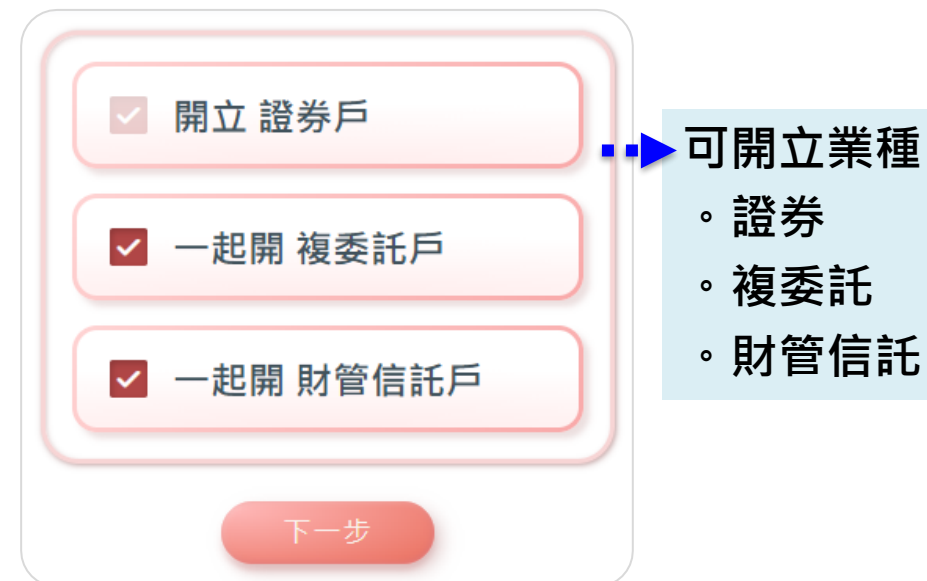 開立 證券戶
一起開 複委託戶
一起開 財管信託戶
下一步
可開立業種
。證券
。複委託
。財管信託